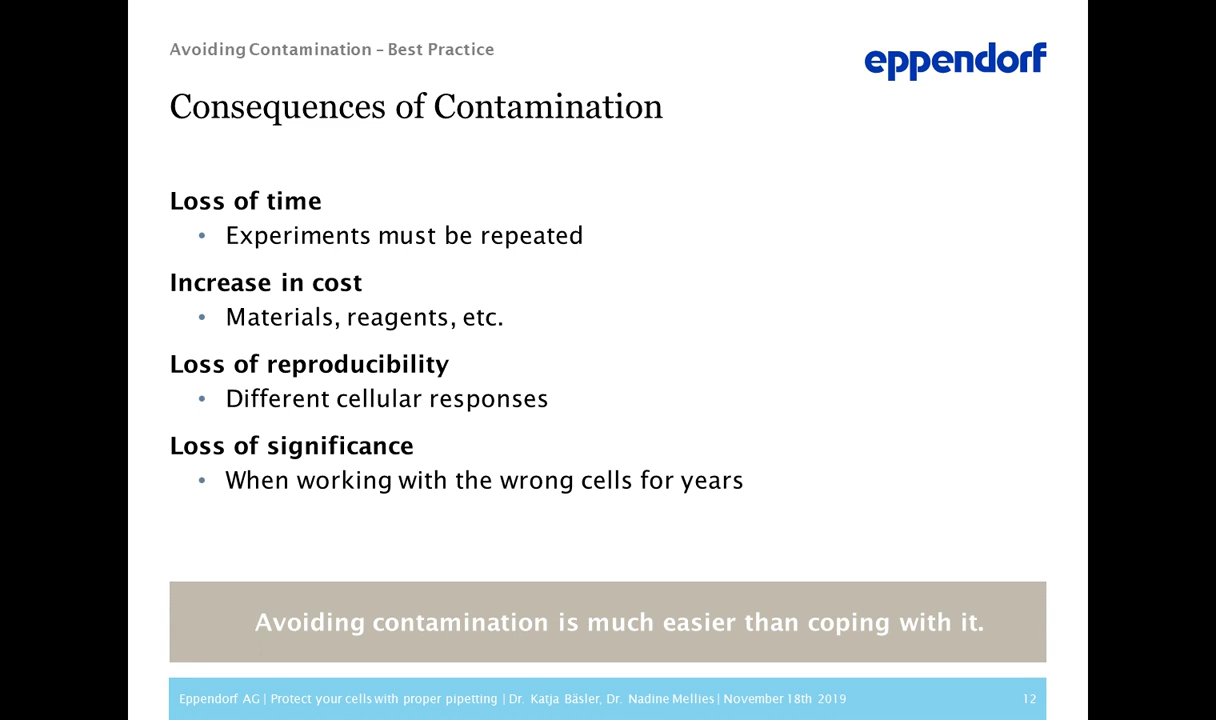 Avoiding Contamination – Best Practice
eppendorf
Consequences of Contamination
Loss of time
• Experiments must be repeated
Increase in cost
• Materials, reagents, etc.
Loss of reproducibility
• Different cellular responses
Loss of significance
• When working with the wrong cells for years
Avoiding contamination is much easier than coping with it.
Eppendorf AG | Protect your cells with proper pipetting | Dr. Katja Bäsler, Dr. Nadine Mellies | November 18th 2019 12